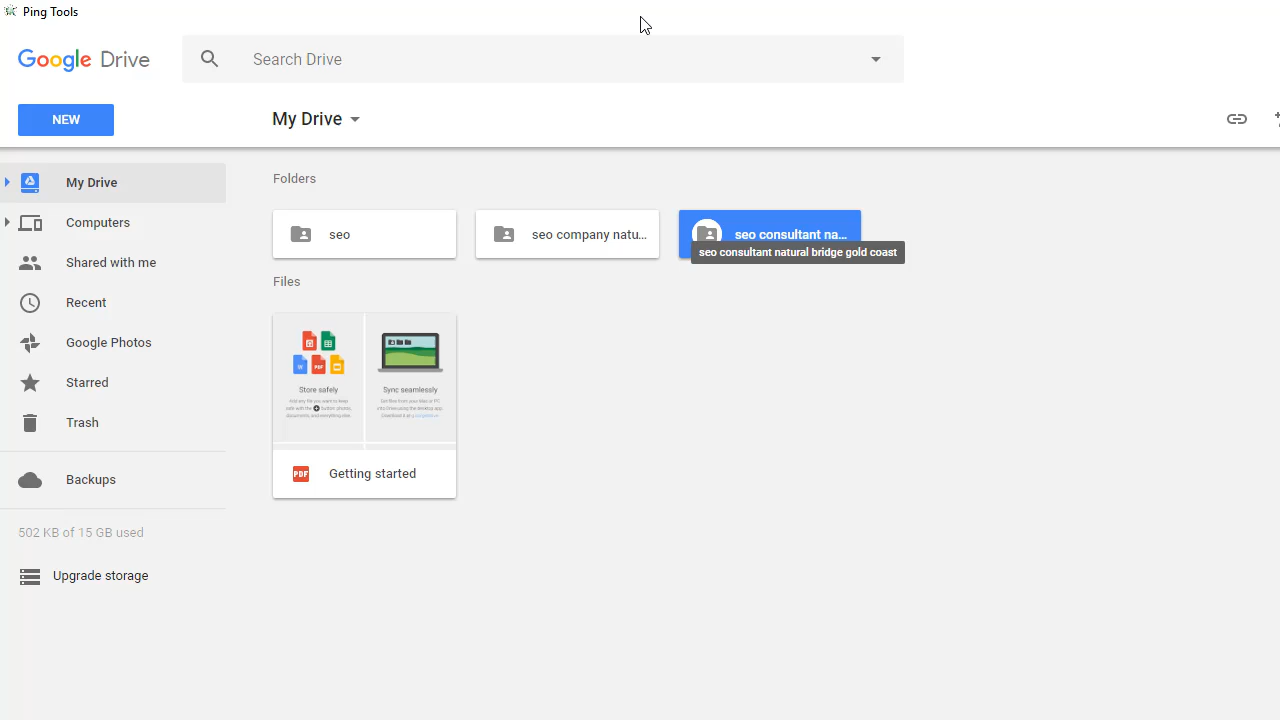 Ping Tools
Google Drive
Search Drive
NEW
My Drive
My Drive
Computers
Shared with me
Recent
Google Photos
Starred
Trash
Backups
502 KB of 15 GB used
Upgrade storage
Folders
seo
seo company natu...
seo consultant na...
seo consultant natural bridge gold coast
Files
Store safely
Sync seamlessly
PDF
Getting started